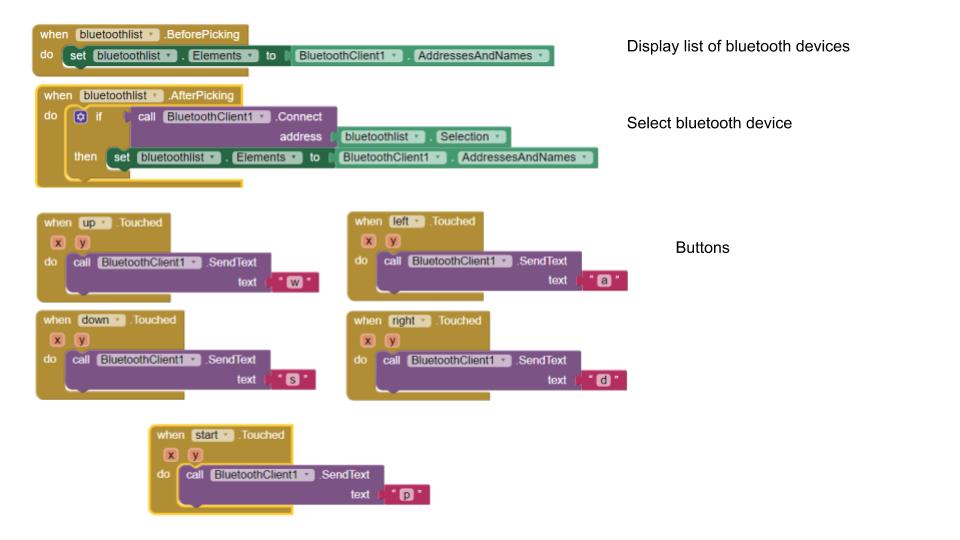 when bluetoothlist .BeforePicking
do set bluetoothlist . Elements to BluetoothClient1 . AddressesAndNames
Display list of bluetooth devices
when bluetoothlist .AfterPicking
do if call BluetoothClient1 .Connect
address bluetoothlist . Selection
then set bluetoothlist . Elements to BluetoothClient1 . AddressesAndNames
Select bluetooth device
when up .Touched
x y
do call BluetoothClient1 .SendText
text " w "
when left .Touched
x y
do call BluetoothClient1 .SendText
text " a "
Buttons
when down .Touched
x y
do call BluetoothClient1 .SendText
text " s "
when right .Touched
x y
do call BluetoothClient1 .SendText
text " d "
when start .Touched
x y
do call BluetoothClient1 .SendText
text " p "